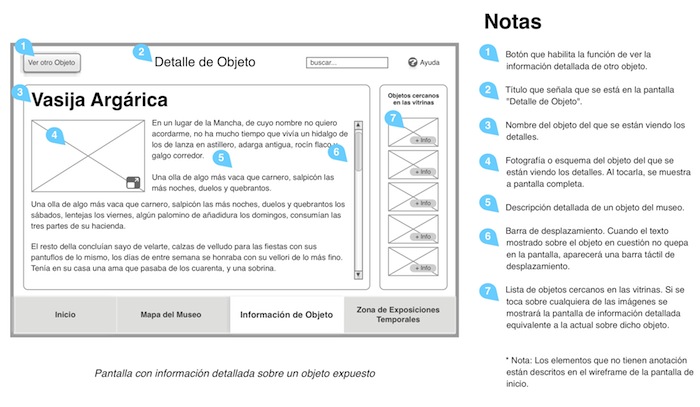 Notas
1
Ver otro Objeto
2
Detalle de Objeto
buscar...
? Ayuda
3
Vasija Argárica
4
En un lugar de la Mancha, de cuyo nombre no quiero
acordarme, no ha mucho tiempo que vivía un hidalgo de
los de lanza en astillero, adarga antigua, rocín flaco y
galgo corredor.
5
6
Una olla de algo más vaca que carnero, salpicón las
más noches, duelos y quebrantos.
Una olla de algo más vaca que carnero, salpicón las más noches, duelos y quebrantos los
sábados, lentejas los viernes, algún palomino de añadidura los domingos, consumían las
tres partes de su hacienda.
El resto della concluían sayo de velarte, calzas de velludo para las fiestas con sus
pantuflos de lo mismo, los días de entre semana se honraba con su vellori de lo más fino.
Tenía en su casa una ama que pasaba de los cuarenta, y una sobrina.
Objetos cercanos
en las vitrinas
7
+ Info
+ Info
+ Info
+ Info
+ Info
Inicio
Mapa del Museo
Información de Objeto
Zona de Exposiciones
Temporales
Pantalla con información detallada sobre un objeto expuesto
1
Botón que habilita la función de ver la
información detallada de otro objeto.
2
Título que señala que se está en la pantalla
"Detalle de Objeto".
3
Nombre del objeto del que se están viendo los
detalles.
4
Fotografía o esquema del objeto del que se
están viendo los detalles. Al tocarla, se muestra
a pantalla completa.
5
Descripción detallada de un objeto del museo.
6
Barra de desplazamiento. Cuando el texto
mostrado sobre el objeto en cuestión no quepa
en la pantalla, aparecerá una barra táctil de
desplazamiento.
7
Lista de objetos cercanos en las vitrinas. Si se
toca sobre cualquiera de las imágenes se
mostrará la pantalla de información detallada
equivalente a la actual sobre dicho objeto.
* Nota: Los elementos que no tienen anotación
están descritos en el wireframe de la pantalla de
inicio.